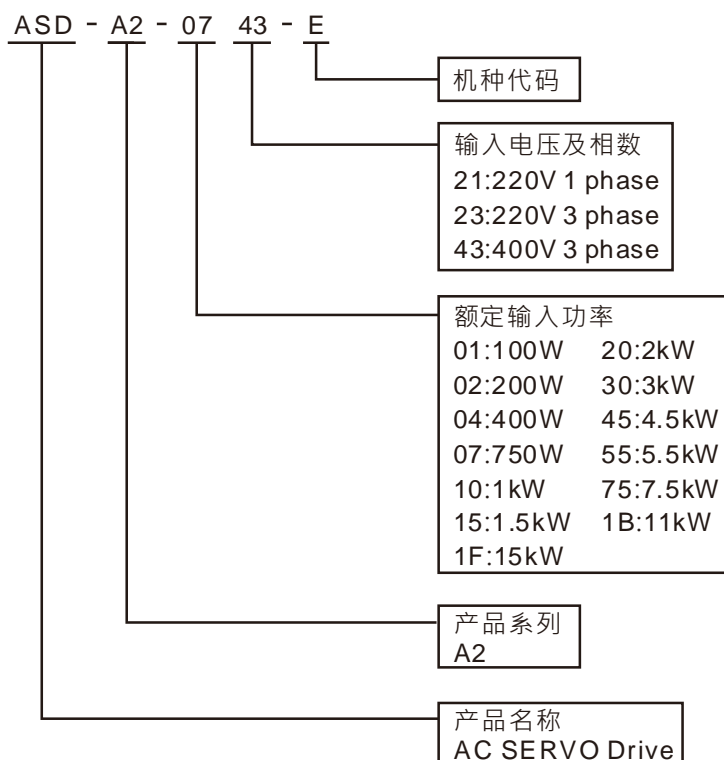 ASD - A2 - 07 43 - E
机种代码
输入电压及相数
21:220V 1 phase
23:220V 3 phase
43:400V 3 phase
额定输入功率
01:100W 20:2kW
02:200W 30:3kW
04:400W 45:4.5kW
07:750W 55:5.5kW
10:1kW 75:7.5kW
15:1.5kW 1B:11kW
1F:15kW
产品系列
A2
产品名称
AC SERVO Drive